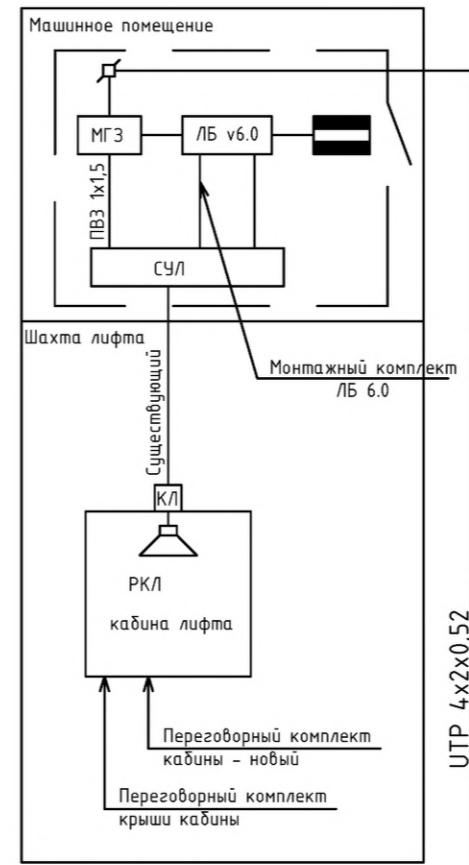 Машинное помещение
МГЗ
ЛБ v6.0
ПВЗ 1x1,5
СУЛ
Шахта лифта
Существующий
Монтажный комплект
ЛБ 6.0
КЛ
РКЛ
кабина лифта
Переговорный комплект
кабины - новый
Переговорный комплект
крыши кабины
UTP 4x2x0.52